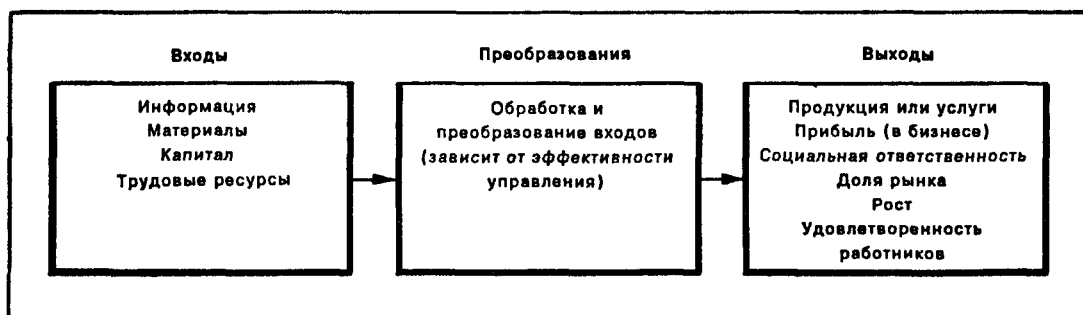 Входы
Информация
Материалы
Капитал
Трудовые ресурсы
Преобразования
Обработка и
преобразование входов
(зависит от эффективности
управления)
Выходы
Продукция или услуги
Прибыль (в бизнесе)
Социальная ответственность
Доля рынка
Рост
Удовлетворенность
работников